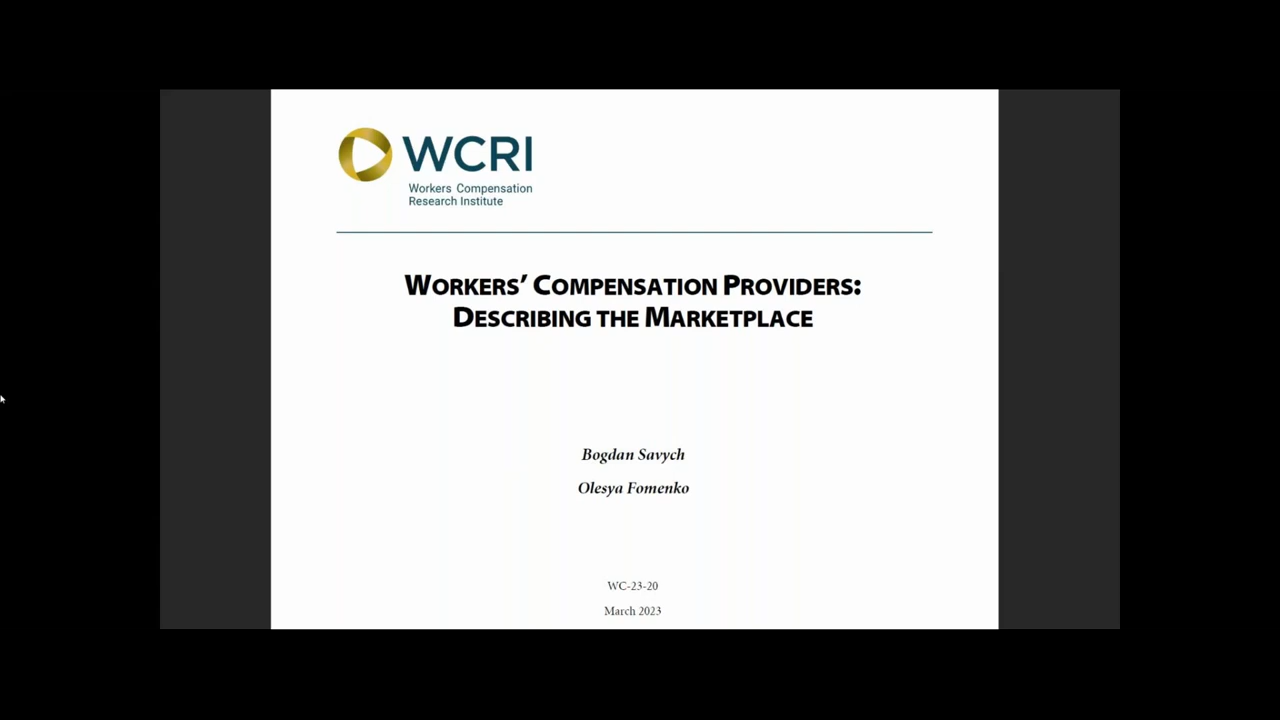 WCRI
Workers Compensation
Research Institute
WORKERS’ COMPENSATION PROVIDERS:
DESCRIBING THE MARKETPLACE
Bogdan Savych
Olesya Fomenko
WC-23-20
March 2023